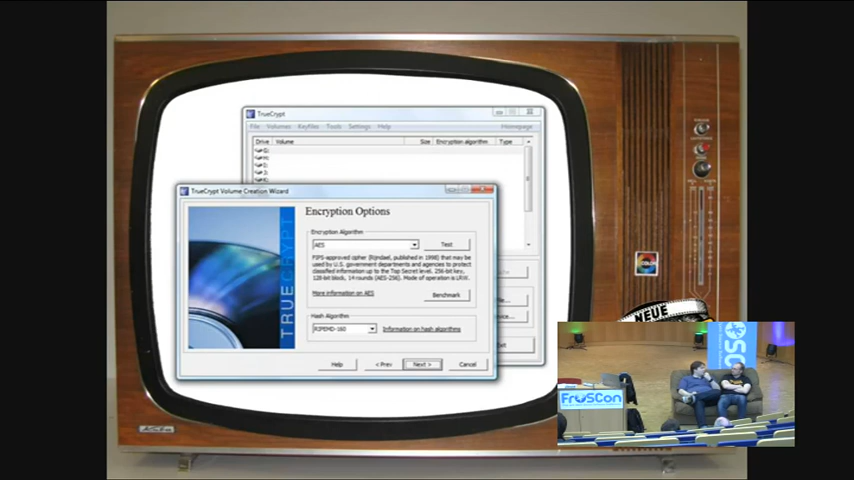 TrueCrypt
File Volumes Keyfiles Tools Settings Help Homepage
Drive Volume Size Encryption algorithm Type
TrueCrypt Volume Creation Wizard
TRUECRYPT
Encryption Options
Encryption Algorithm
AES
Test
FIPS-approved cipher (Rijndael, published in 1998) that may be
used by U.S. government departments and agencies to protect
classified information up to the Top Secret level. 256-bit key,
128-bit block, 14 rounds (AES-256). Mode of operation is LRW.
More information on AES
Benchmark
Hash Algorithm
RIPEMD-160
Information on hash algorithms
Help
< Prev
Next >
Cancel
Exit
COLOR
NEUE
FrOSCon